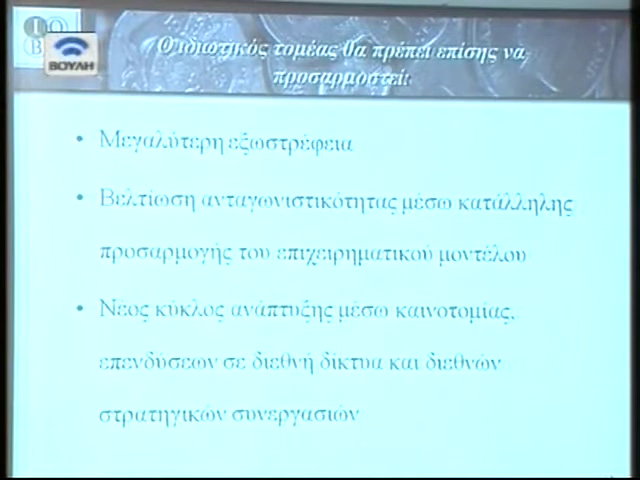 ΙΟ
Β
ΒΟΥΛΗ
Ο ιδιωτικός τομέας θα πρέπει επίσης να
προσαρμοστεί:
• Μεγαλύτερη εξωστρέφεια
• Βελτίωση ανταγωνιστικότητας μέσω κατάλληλης
προσαρμογής του επιχειρηματικού μοντέλου
• Νέος κύκλος ανάπτυξης μέσω καινοτομίας,
επενδύσεων σε διεθνή δίκτυα και διεθνών
στρατηγικών συνεργασιών